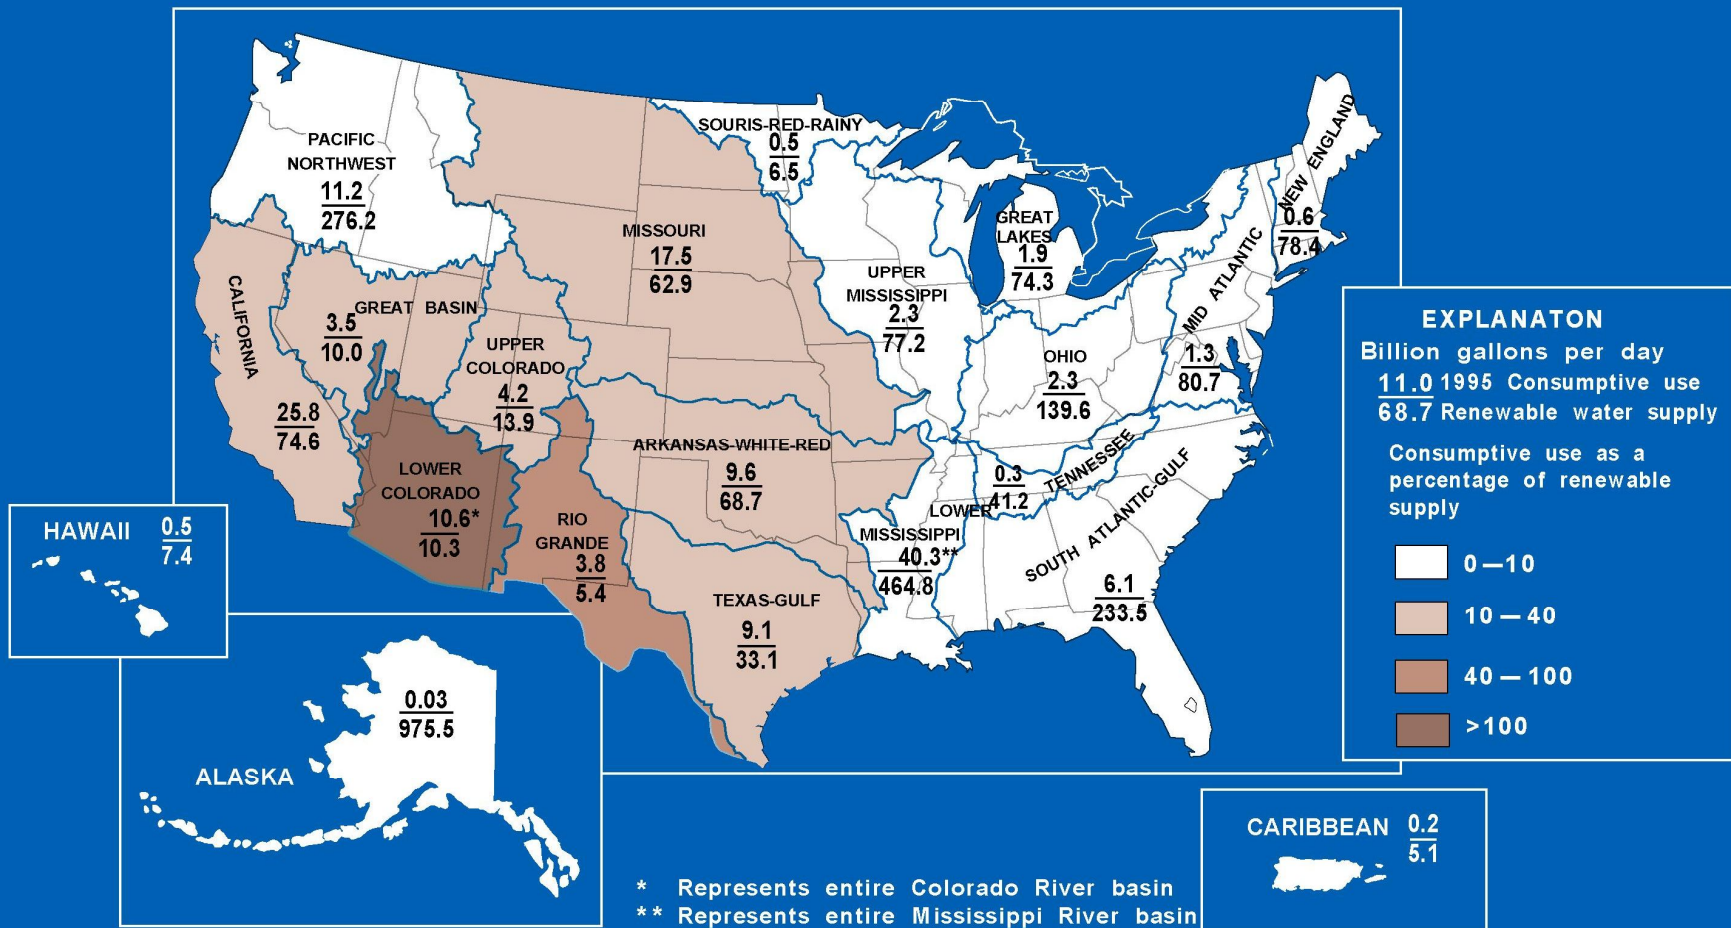 PACIFIC
NORTHWEST
11.2
276.2
CALIFORNIA
25.8
74.6
GREAT BASIN
3.5
10.0
UPPER
COLORADO
4.2
13.9
LOWER
COLORADO
10.6*
10.3
RIO
GRANDE
3.8
5.4
MISSOURI
17.5
62.9
SOURIS-RED-RAINY
0.5
6.5
ARKANSAS-WHITE-RED
9.6
68.7
TEXAS-GULF
9.1
33.1
UPPER
MISSISSIPPI
2.3
77.2
LOWER
MISSISSIPPI
40.3**
464.8
GREAT
LAKES
1.9
74.3
OHIO
2.3
139.6
TENNESSEE
0.3
41.2
SOUTH ATLANTIC-GULF
6.1
233.5
MID ATLANTIC
1.3
80.7
NEW ENGLAND
0.6
78.4
EXPLANATON
Billion gallons per day
11.0 1995 Consumptive use
68.7 Renewable water supply
Consumptive use as a
percentage of renewable
supply
0–10
10–40
40–100
>100
HAWAII 0.5
7.4
ALASKA
0.03
975.5
CARIBBEAN 0.2
5.1
* Represents entire Colorado River basin
** Represents entire Mississippi River basin